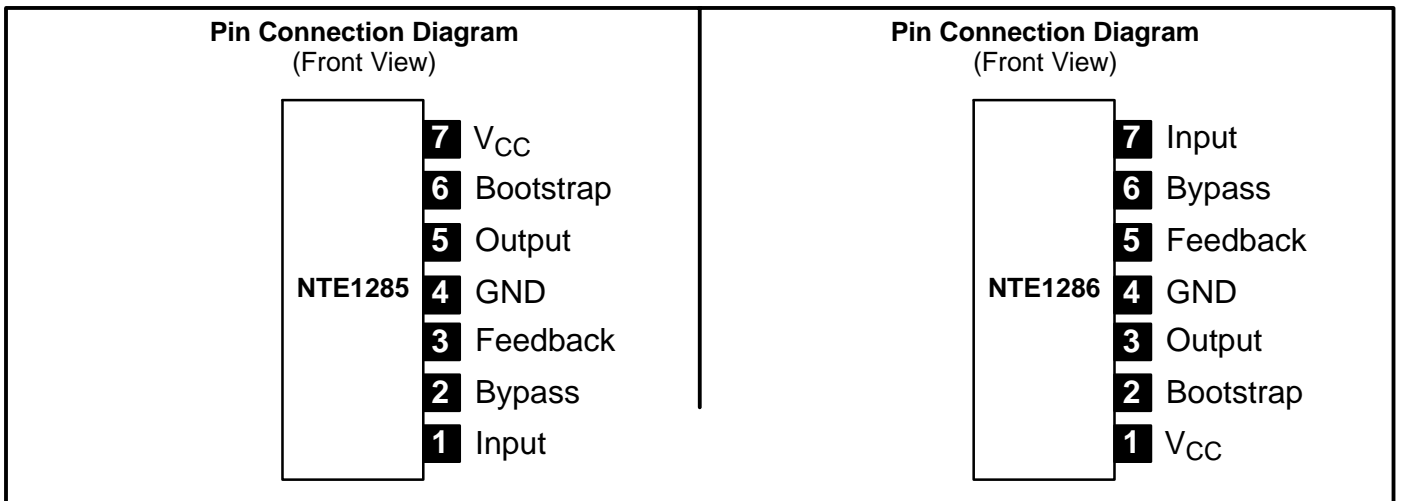 Pin Connection Diagram
(Front View)
7 VCC
6 Bootstrap
5 Output
NTE1285 4 GND
3 Feedback
2 Bypass
1 Input
Pin Connection Diagram
(Front View)
7 Input
6 Bypass
5 Feedback
NTE1286 4 GND
3 Output
2 Bootstrap
1 VCC